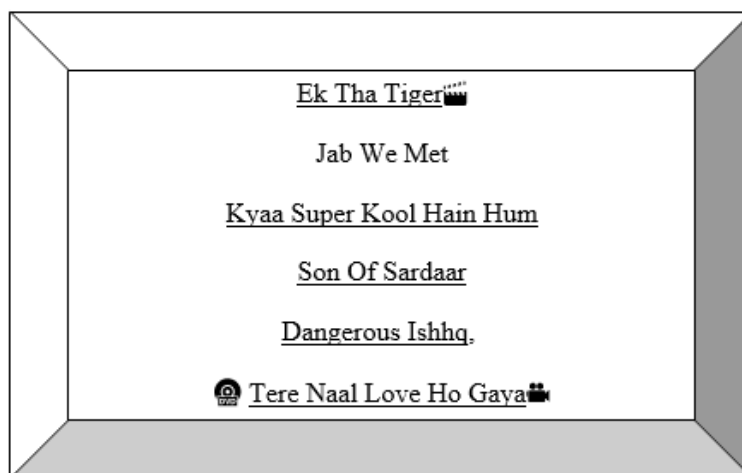 Ek Tha Tiger
Jab We Met
Kyaa Super Kool Hain Hum
Son Of Sardaar
Dangerous Ishhq,
Tere Naal Love Ho Gaya